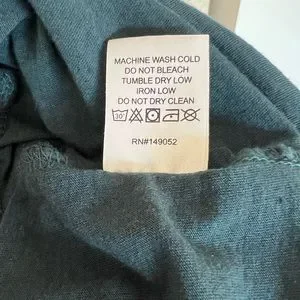 MACHINE WASH COLD
DO NOT BLEACH
TUMBLE DRY LOW
IRON LOW
DO NOT DRY CLEAN
30°
RN#149052